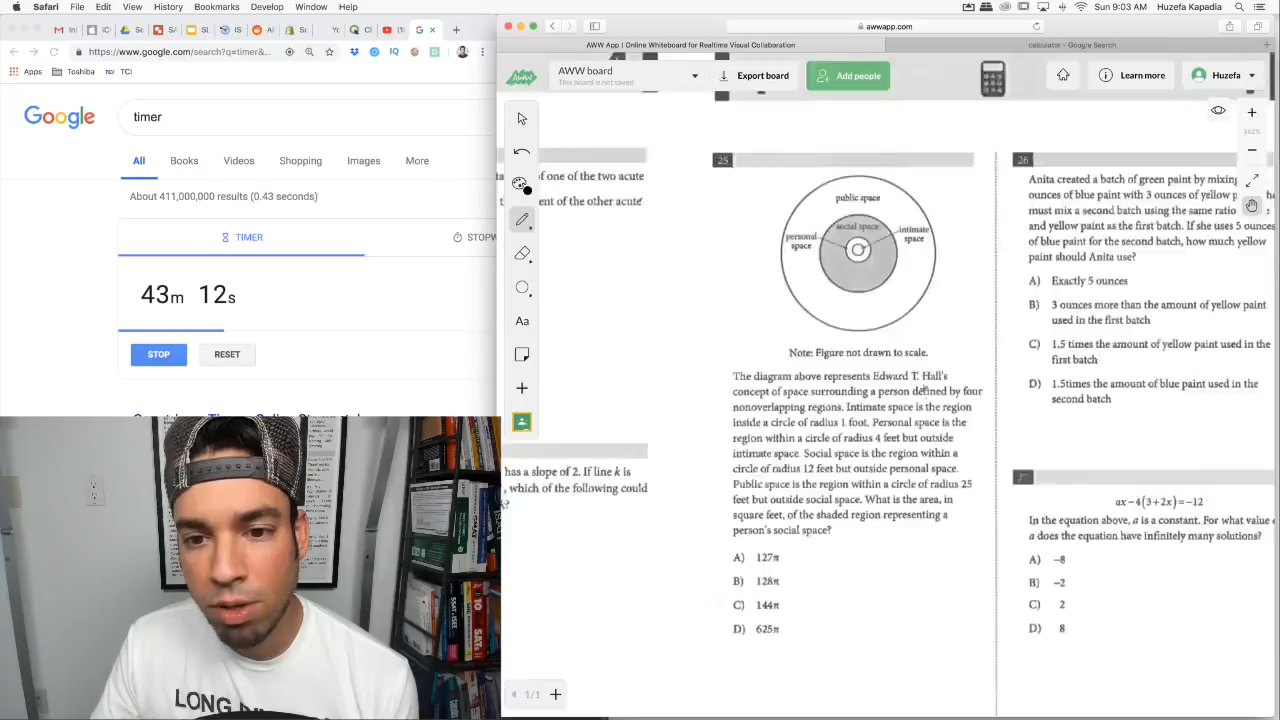 Safari File Edit View History Bookmarks Develop Window Help
Sun 9:03 AM Huzefa Kapadia
https://www.google.com/search?q=timer&...
Apps Toshiba TCI
Google
timer
All Books Videos Shopping Images More
About 411,000,000 results (0.43 seconds)
TIMER
STOPW
43m 12s
STOP RESET
LONG
awwapp.com
AWW App | Online Whiteboard for Realtime Visual Collaboration
calculator - Google Search
AWW board
This board is not saved
Export board
Add people
Learn more
Huzefa
162%
Aa
1/1
of one of the two acute
ent of the other acute
has a slope of 2. If line k is
, which of the following could
25
public space
social space
personal space
intimate space
Note: Figure not drawn to scale.
The diagram above represents Edward T. Hall's
concept of space surrounding a person defined by four
nonoverlapping regions. Intimate space is the region
inside a circle of radius 1 foot. Personal space is the
region within a circle of radius 4 feet but outside
intimate space. Social space is the region within a
circle of radius 12 feet but outside personal space.
Public space is the region within a circle of radius 25
feet but outside social space. What is the area, in
square feet, of the shaded region representing a
person's social space?
A) 127π
B) 128π
C) 144π
D) 625π
26
Anita created a batch of green paint by mixing
ounces of blue paint with 3 ounces of yellow p
must mix a second batch using the same ratio
and yellow paint as the first batch. If she uses 5 ounces
of blue paint for the second batch, how much yellow
paint should Anita use?
A) Exactly 5 ounces
B) 3 ounces more than the amount of yellow paint
used in the first batch
C) 1.5 times the amount of yellow paint used in the
first batch
D) 1.5times the amount of blue paint used in the
second batch
ax−4(3+2x)=−12
In the equation above, a is a constant. For what value
a does the equation have infinitely many solutions?
A) −8
B) −2
C) 2
D) 8